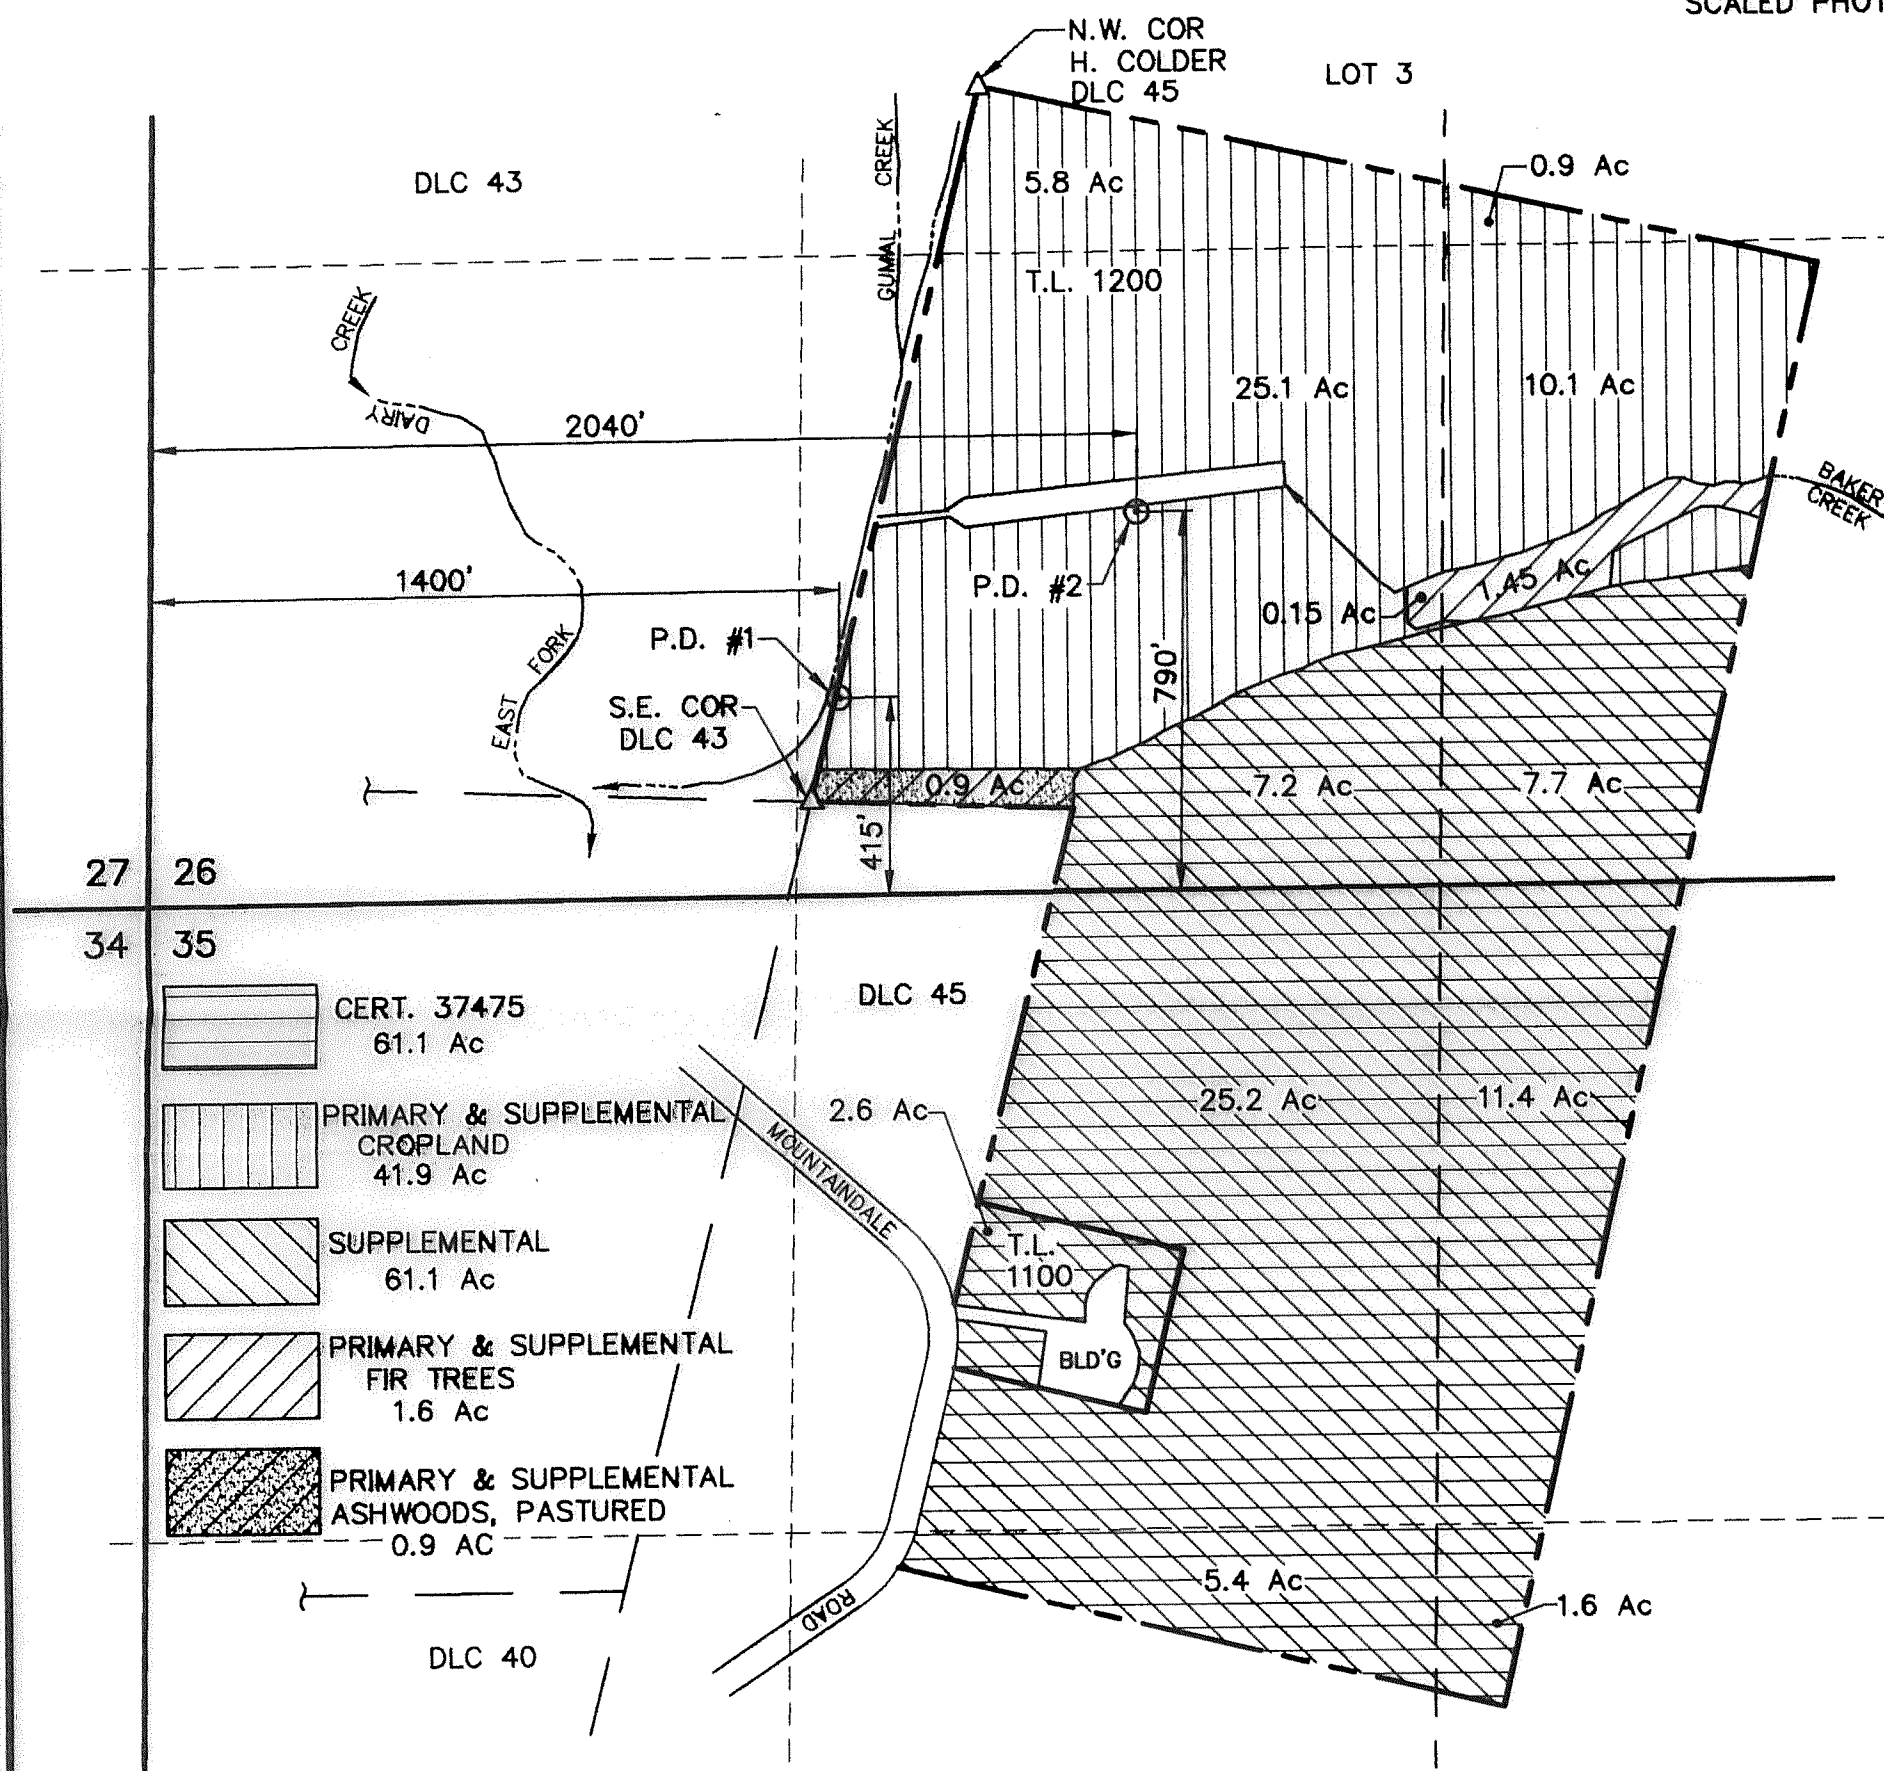 SCALED PHOT
N.W. COR
H. COLDER
DLC 45
LOT 3
DLC 43
GUMAL CREEK
5.8 Ac
0.9 Ac
T.L. 1200
CREEK
DAIRY
2040'
25.1 Ac
10.1 Ac
BAKER
CREEK
1400'
P.D. #2
1.45 Ac
0.15 Ac
P.D. #1
FORK
EAST
790'
S.E. COR
DLC 43
0.9 Ac
7.2 Ac
7.7 Ac
415'
27 26
34 35
DLC 45
CERT. 37475
61.1 Ac
PRIMARY & SUPPLEMENTAL
CROPLAND
41.9 Ac
2.6 Ac
25.2 Ac
11.4 Ac
MOUNTAINDALE
SUPPLEMENTAL
61.1 Ac
T.L.
1100
BLD'G
PRIMARY & SUPPLEMENTAL
FIR TREES
1.6 Ac
PRIMARY & SUPPLEMENTAL
ASHWOODS, PASTURED
0.9 AC
5.4 Ac
1.6 Ac
ROAD
DLC 40